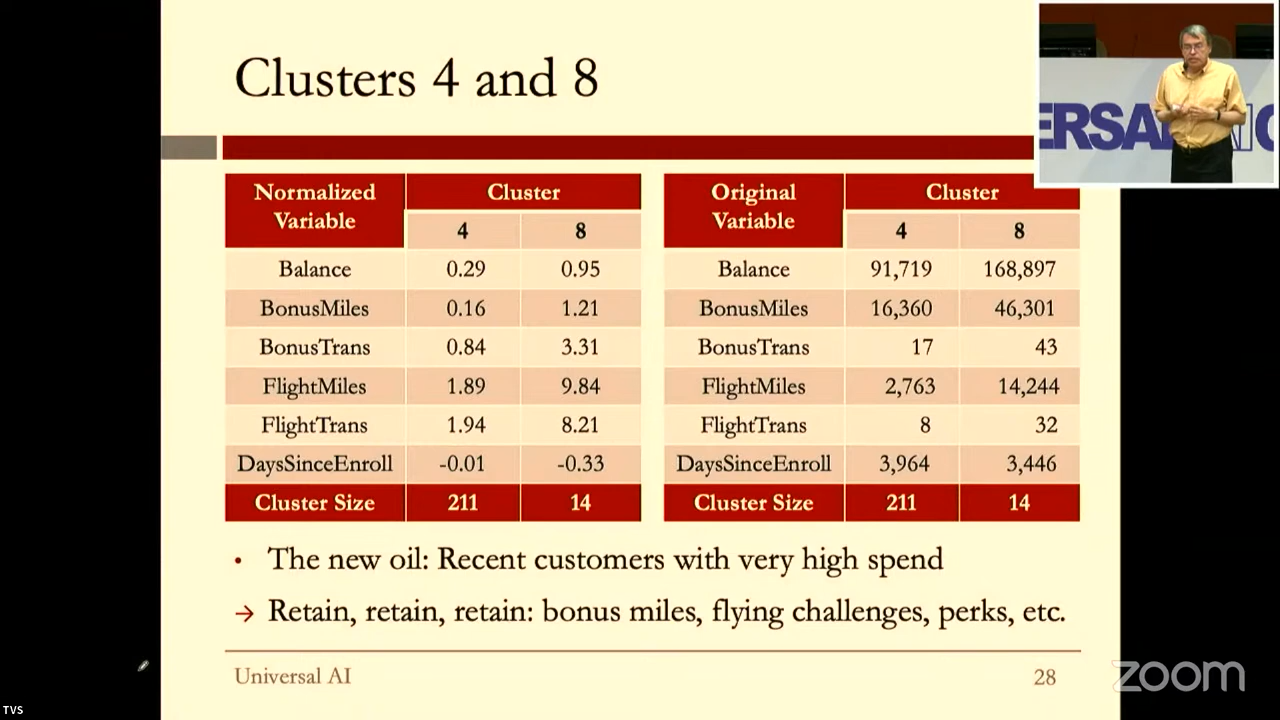 Clusters 4 and 8
ERSAL
Normalized Variable Cluster
4 8
Balance 0.29 0.95
BonusMiles 0.16 1.21
BonusTrans 0.84 3.31
FlightMiles 1.89 9.84
FlightTrans 1.94 8.21
DaysSinceEnroll -0.01 -0.33
Cluster Size 211 14
Original Variable Cluster
4 8
Balance 91,719 168,897
BonusMiles 16,360 46,301
BonusTrans 17 43
FlightMiles 2,763 14,244
FlightTrans 8 32
DaysSinceEnroll 3,964 3,446
Cluster Size 211 14
• The new oil: Recent customers with very high spend
→ Retain, retain, retain: bonus miles, flying challenges, perks, etc.
Universal AI 28
zoom
TVS